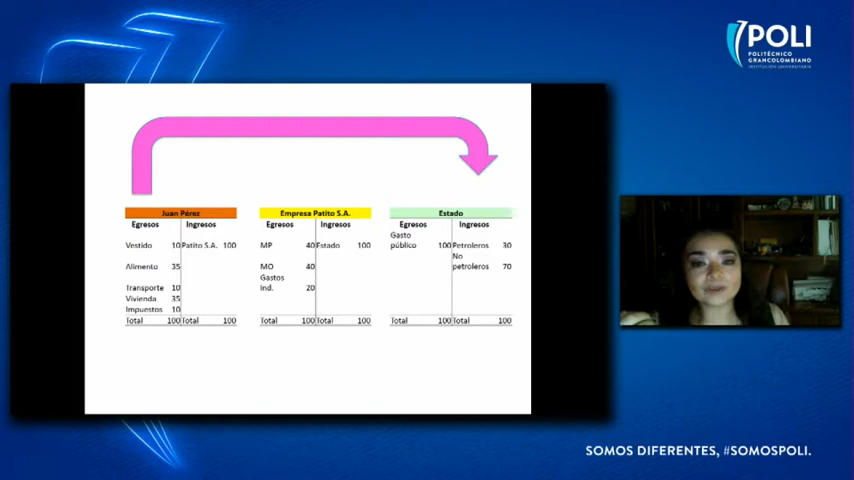 POLI
POLITÉCNICO
GRANCOLOMBIANO
INSTITUCIÓN UNIVERSITARIA
Juan Pérez
Egresos Ingresos
Vestido 10 Patito S.A. 100
Alimento 35
Transporte 10
Vivienda 35
Impuestos 10
Total 100 Total 100
Empresa Patito S.A.
Egresos Ingresos
MP 40 Estado 100
MO 40
Gastos
Ind. 20
Total 100 Total 100
Estado
Egresos Ingresos
Gasto
público 100 Petroleros 30
No
petroleros 70
Total 100 Total 100
SOMOS DIFERENTES, #SOMOSPOLI.